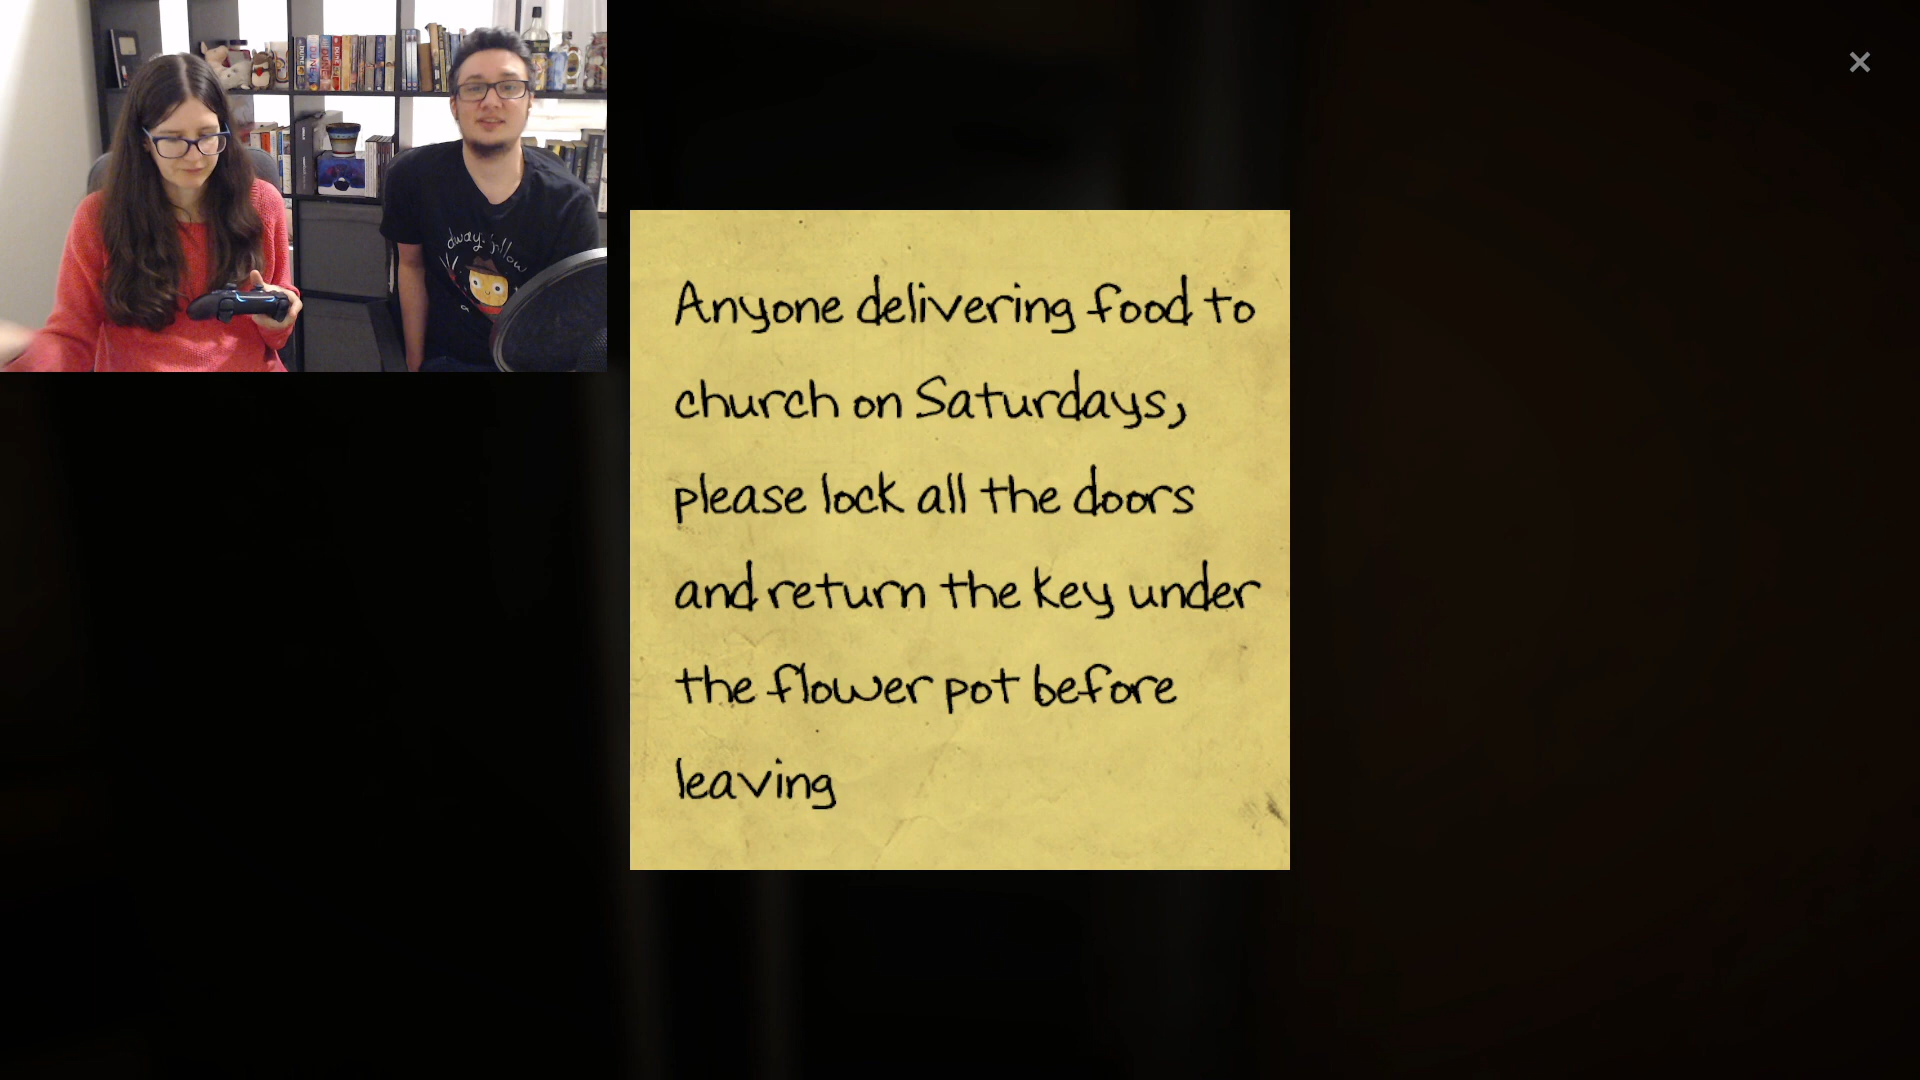 Anyone delivering food to
church on Saturdays,
please lock all the doors
and return the key under
the flower pot before
leaving
DUNE